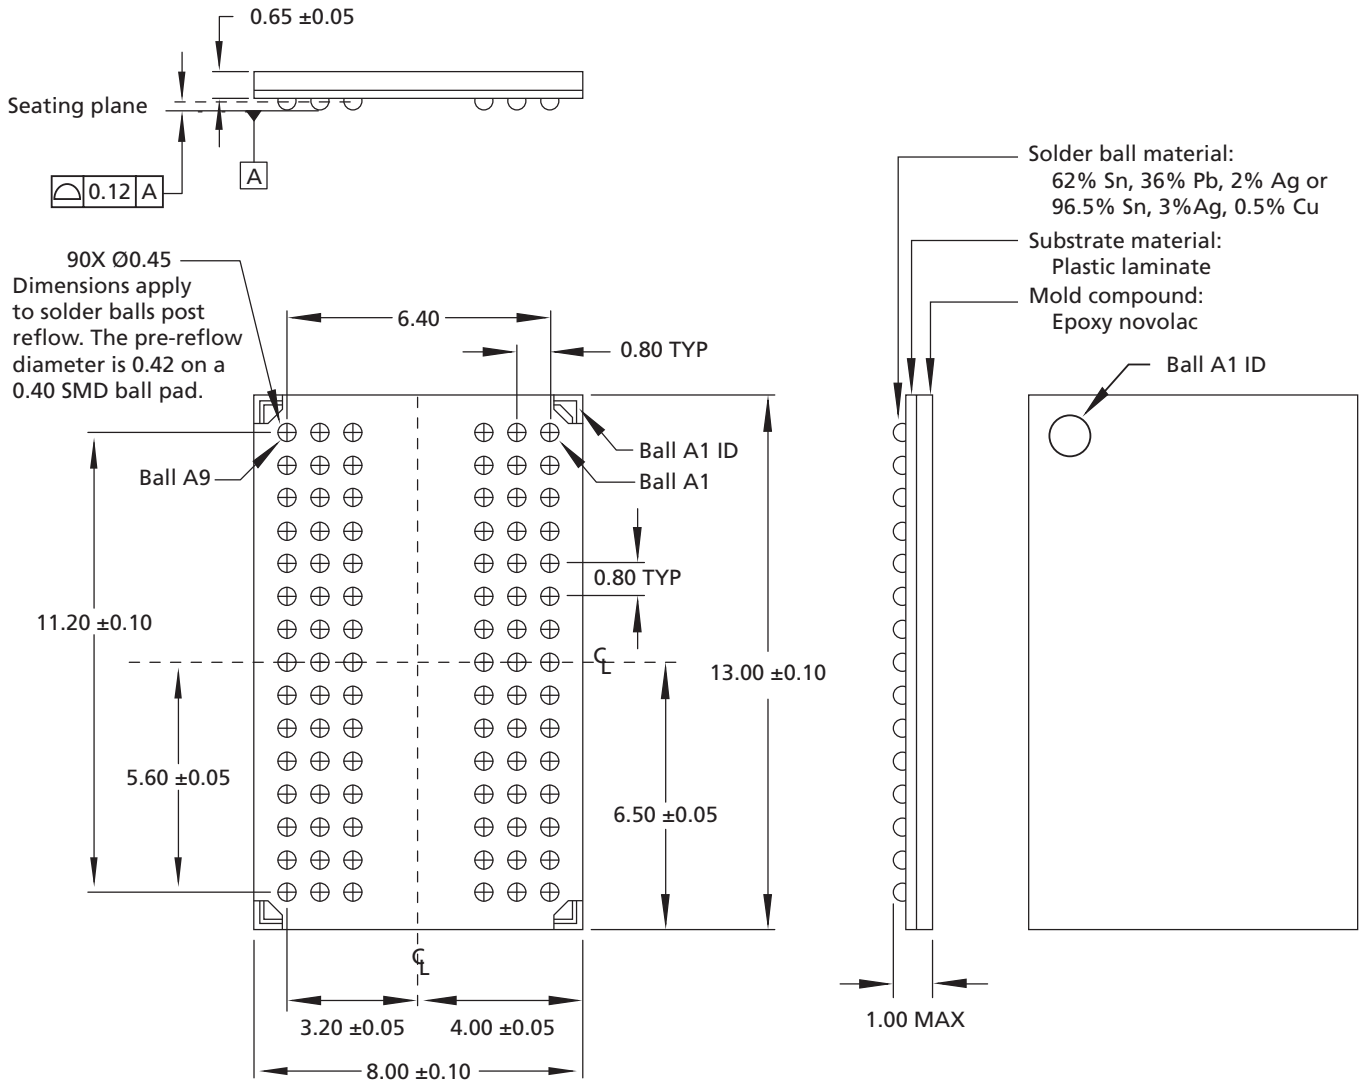 0.65 ±0.05
Seating plane
0.12 A
A
Solder ball material:
62% Sn, 36% Pb, 2% Ag or
96.5% Sn, 3%Ag, 0.5% Cu
Substrate material:
Plastic laminate
Mold compound:
Epoxy novolac
90X Ø0.45
Dimensions apply
to solder balls post
reflow. The pre-reflow
diameter is 0.42 on a
0.40 SMD ball pad.
6.40
0.80 TYP
Ball A1 ID
Ball A1 ID
Ball A9
Ball A1
0.80 TYP
11.20 ±0.10
CL
13.00 ±0.10
5.60 ±0.05
6.50 ±0.05
CL
3.20 ±0.05
4.00 ±0.05
1.00 MAX
8.00 ±0.10